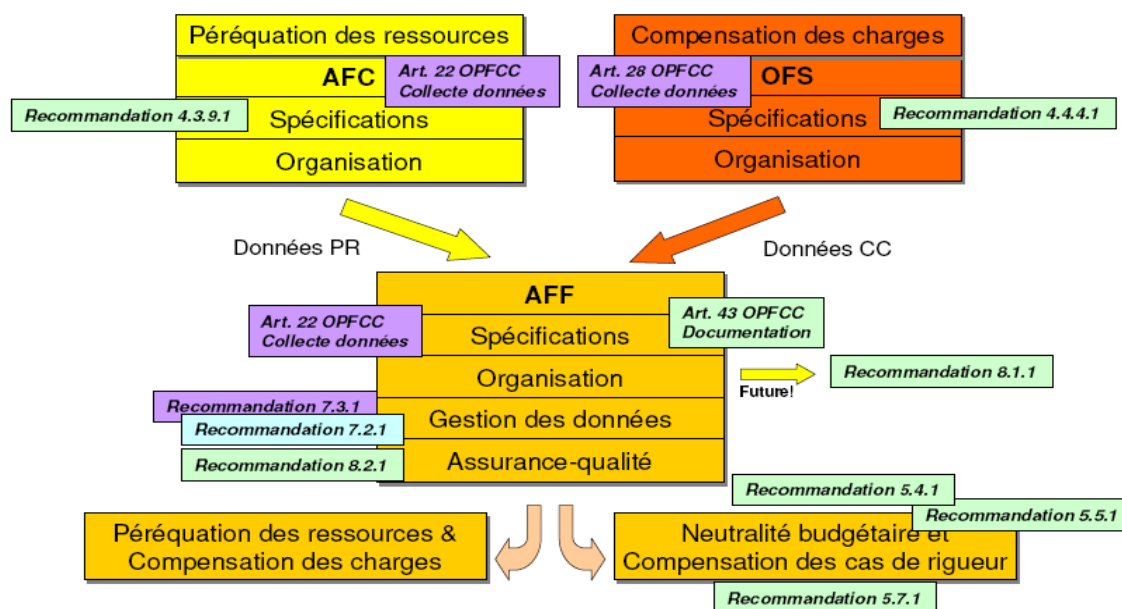 Péréquation des ressources
Compensation des charges
AFC
Art. 22 OPFCC
Collecte données
Art. 28 OPFCC
Collecte données
OFS
Recommandation 4.3.9.1
Spécifications
Spécifications
Recommandation 4.4.4.1
Organisation
Organisation
Données PR
Données CC
AFF
Art. 22 OPFCC
Collecte données
Spécifications
Art. 43 OPFCC
Documentation
Organisation
Future!
Recommandation 8.1.1
Recommandation 7.3.1
Recommandation 7.2.1
Gestion des données
Recommandation 8.2.1
Assurance-qualité
Recommandation 5.4.1
Recommandation 5.5.1
Péréquation des ressources &
Compensation des charges
Neutralité budgétaire et
Compensation des cas de rigueur
Recommandation 5.7.1